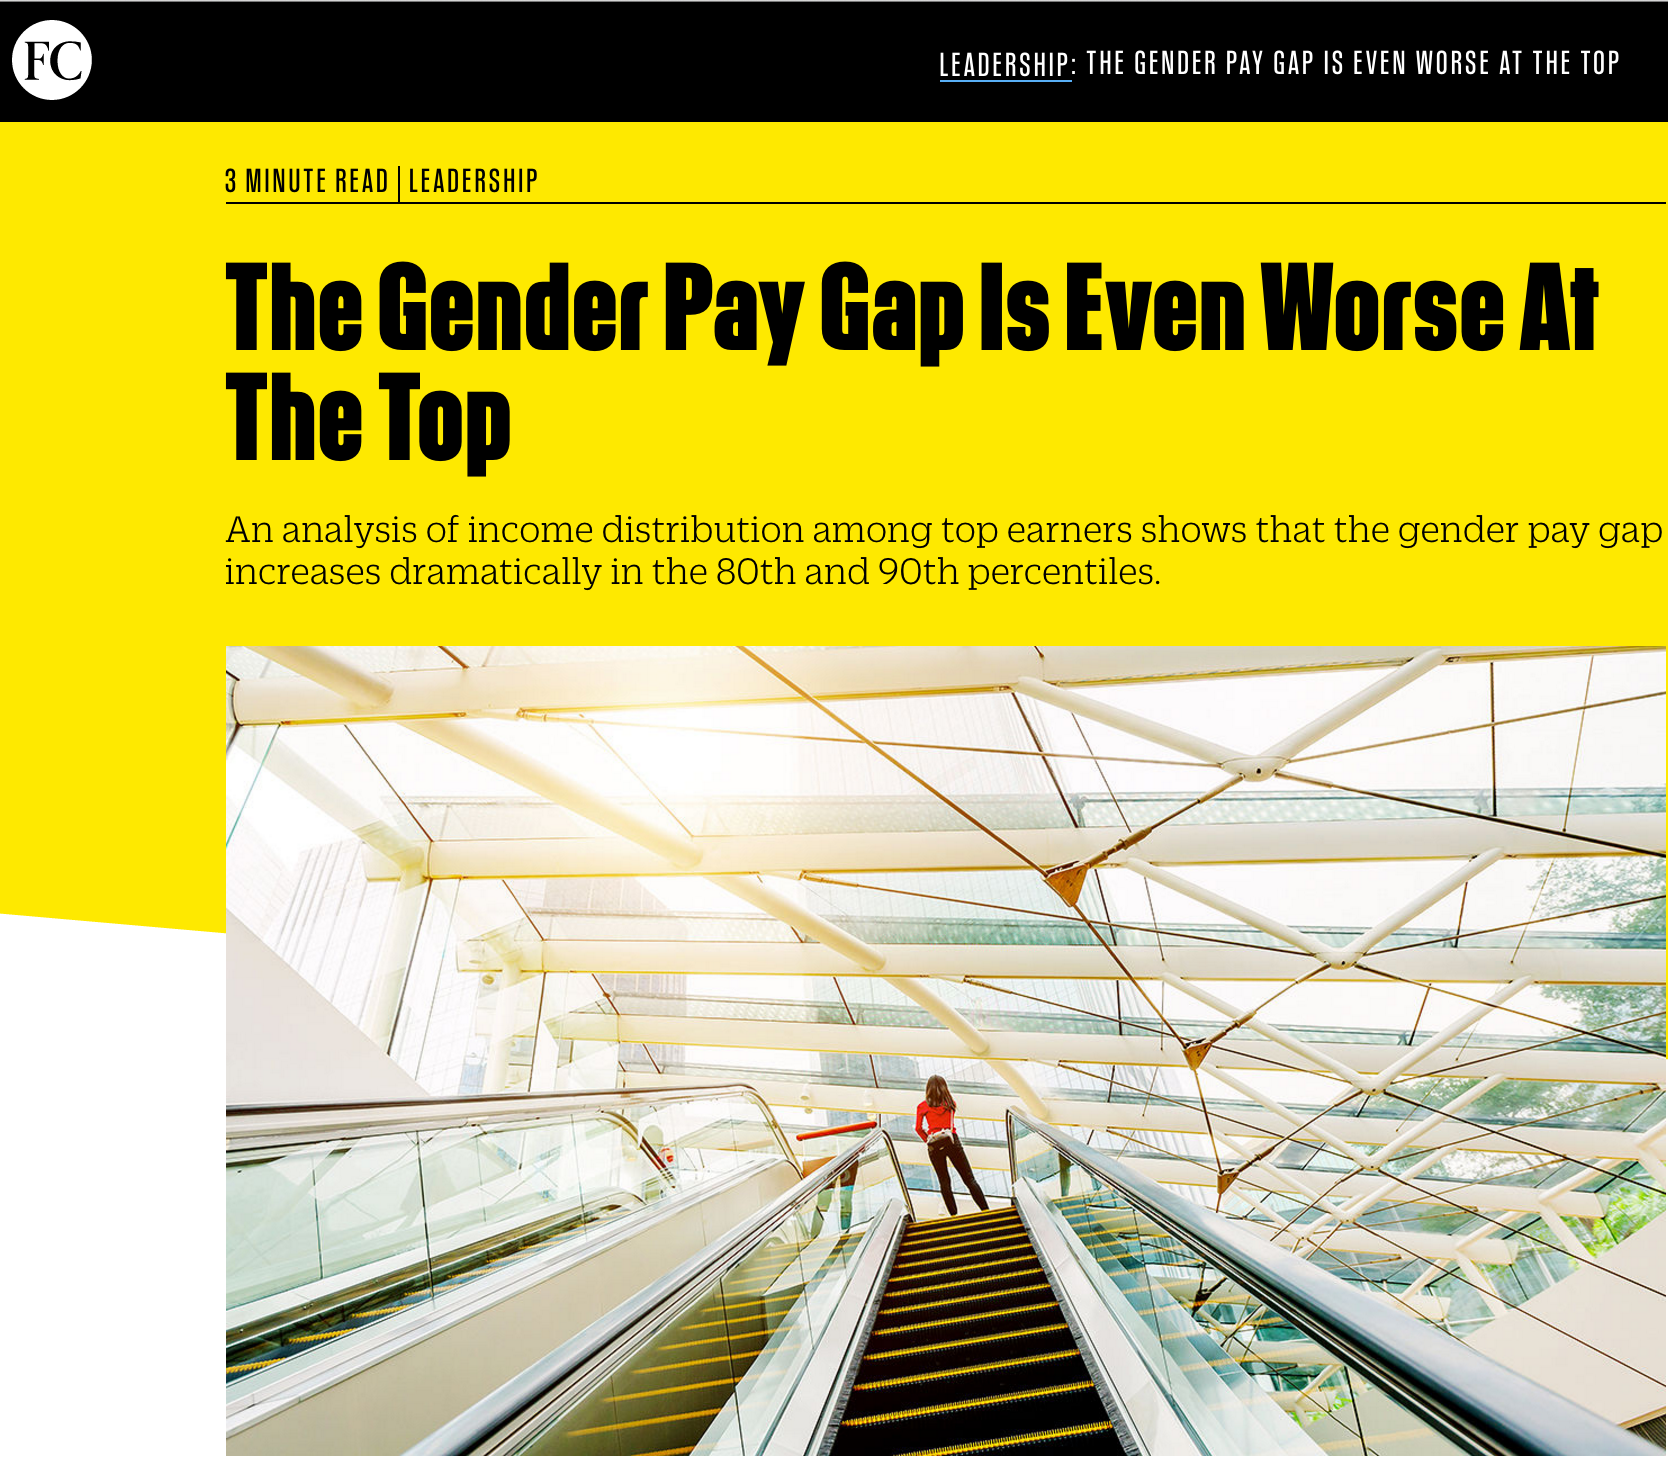 FC
LEADERSHIP: THE GENDER PAY GAP IS EVEN WORSE AT THE TOP
3 MINUTE READ | LEADERSHIP
The Gender Pay Gap Is Even Worse At
The Top
An analysis of income distribution among top earners shows that the gender pay gap
increases dramatically in the 80th and 90th percentiles.